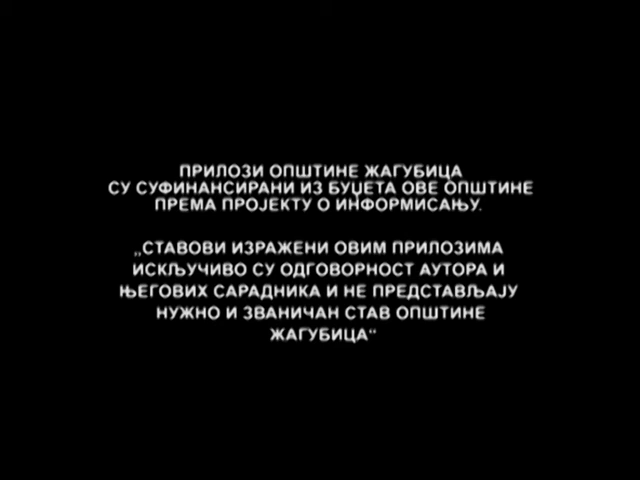 ПРИЛОЗИ ОПШТИНЕ ЖАГУБИЦА
СУ СУФИНАНСИРАНИ ИЗ БУЏЕТА ОВЕ ОПШТИНЕ
ПРЕМА ПРОЈЕКТУ О ИНФОРМИСАЊУ.
„СТАВОВИ ИЗРАЖЕНИ ОВИМ ПРИЛОЗИМА
ИСКЉУЧИВО СУ ОДГОВОРНОСТ АУТОРА И
ЊЕГОВИХ САРАДНИКА И НЕ ПРЕДСТАВЉАЈУ
НУЖНО И ЗВАНИЧАН СТАВ ОПШТИНЕ
ЖАГУБИЦА“